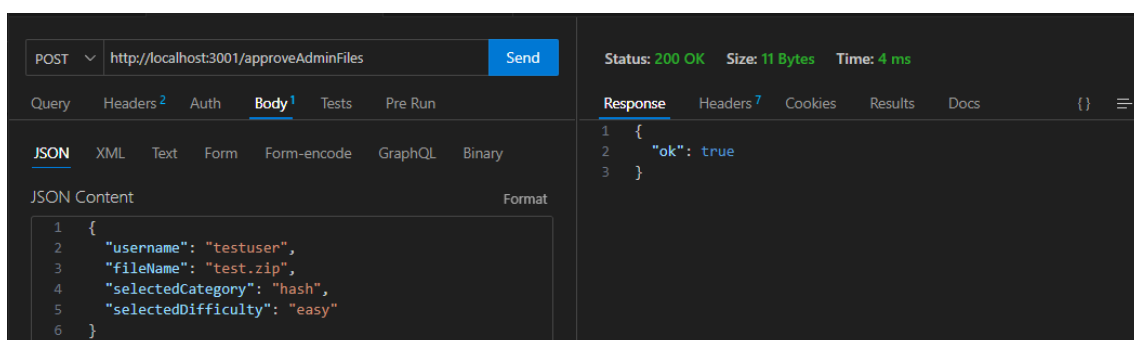 POST http://localhost:3001/approveAdminFiles Send
Query Headers 2 Auth Body 1 Tests Pre Run
JSON XML Text Form Form-encode GraphQL Binary
JSON Content Format
1 {
2 "username": "testuser",
3 "fileName": "test.zip",
4 "selectedCategory": "hash",
5 "selectedDifficulty": "easy"
6 }
Status: 200 OK Size: 11 Bytes Time: 4 ms
Response Headers 7 Cookies Results Docs {}
1 {
2 "ok": true
3 }